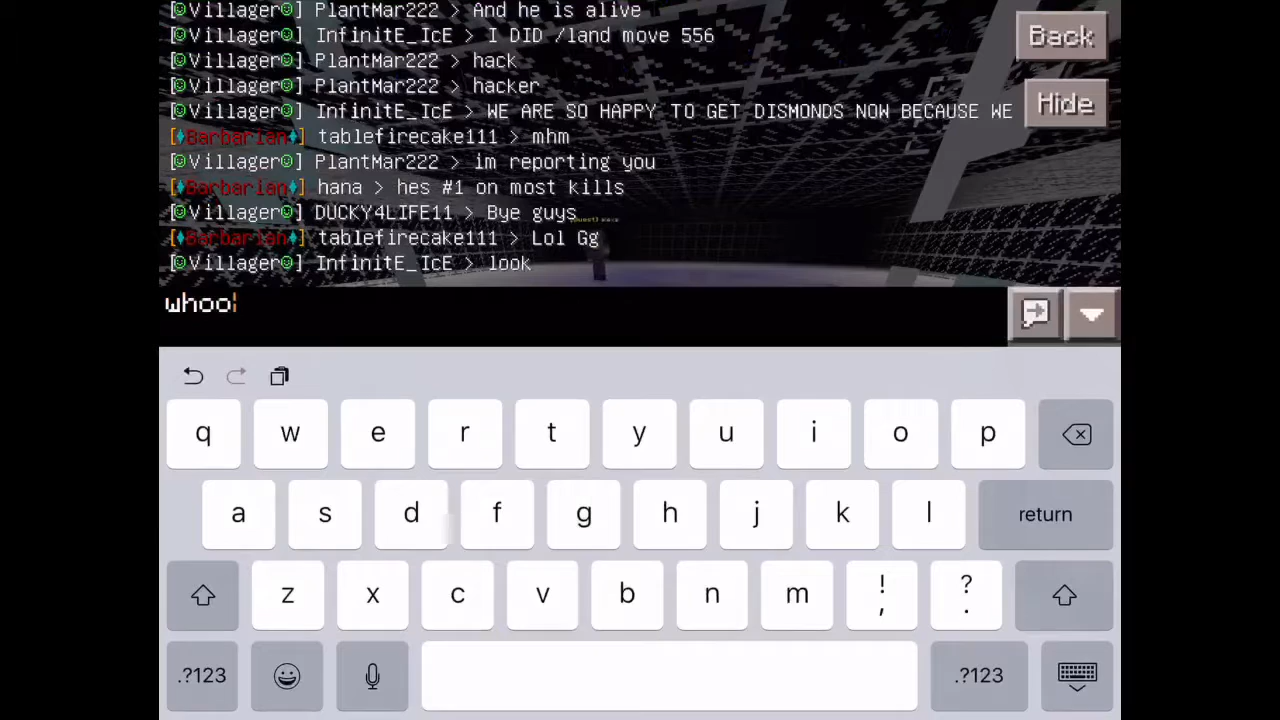 [☺Villager☺] PlantMar222 > And he is alive
[☺Villager☺] InfinitE_IcE > I DID /land move 556
[☺Villager☺] PlantMar222 > hack
[☺Villager☺] PlantMar222 > hacker
[☺Villager☺] InfinitE_IcE > WE ARE SO HAPPY TO GET DISMONDS NOW BECAUSE WE
[♦Barbarian♦] tablefirecake111 > mhm
[☺Villager☺] PlantMar222 > im reporting you
[♦Barbarian♦] hana > hes #1 on most kills
[☺Villager☺] DUCKY4LIFE11 > Bye guys
[♦Barbarian♦] tablefirecake111 > Lol Gg
[☺Villager☺] InfinitE_IcE > look
Back
Hide
whoo
q w e r t y u i o p
a s d f g h j k l return
z x c v b n m ! , ? .
.?123 .?123